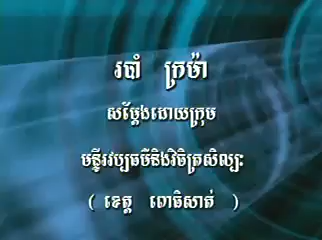 របាំ ក្រម៉ា
សម្ដែងដោយក្រុម
មន្ទីរវប្បធម៌និងវិចិត្រសិល្បៈ
( ខេត្ត ពោធិសាត់ )